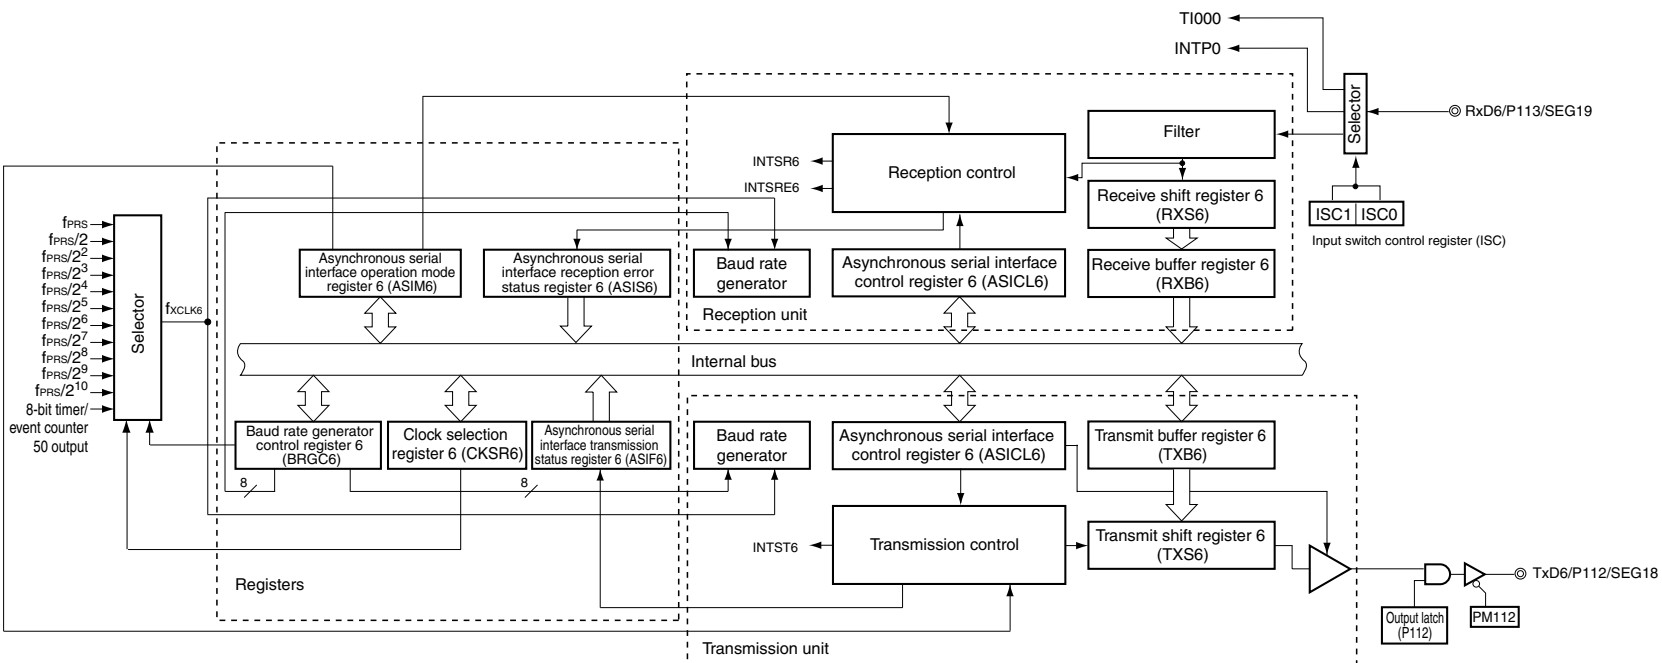 TI000
INTP0
Selector
RxD6/P113/SEG19
ISC1 ISC0
Input switch control register (ISC)
Filter
Reception control
INTSR6
INTSRE6
Receive shift register 6
(RXS6)
fPRS
fPRS/2
fPRS/2²
fPRS/2³
fPRS/2⁴
fPRS/2⁵
fPRS/2⁶
fPRS/2⁷
fPRS/2⁸
fPRS/2⁹
fPRS/2¹⁰
8-bit timer/
event counter
50 output
Selector
fXCLK6
Asynchronous serial
interface operation mode
register 6 (ASIM6)
Asynchronous serial
interface reception error
status register 6 (ASIS6)
Baud rate
generator
Asynchronous serial interface
control register 6 (ASICL6)
Receive buffer register 6
(RXB6)
Reception unit
Internal bus
Baud rate generator
control register 6
(BRGC6)
Clock selection
register 6 (CKSR6)
Asynchronous serial
interface transmission
status register 6 (ASIF6)
Baud rate
generator
Asynchronous serial interface
control register 6 (ASICL6)
Transmit buffer register 6
(TXB6)
8
8
INTST6
Transmission control
Transmit shift register 6
(TXS6)
TxD6/P112/SEG18
Output latch
(P112)
PM112
Registers
Transmission unit